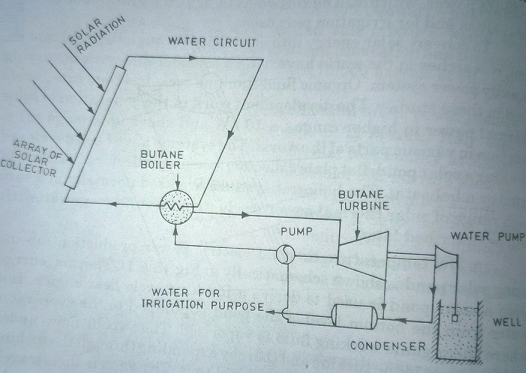 SOLAR
RADIATION
WATER CIRCUIT
ARRAY OF
SOLAR
COLLECTOR
BUTANE
BOILER
BUTANE
TURBINE
PUMP
WATER PUMP
WATER FOR
IRRIGATION PURPOSE
WELL
CONDENSER